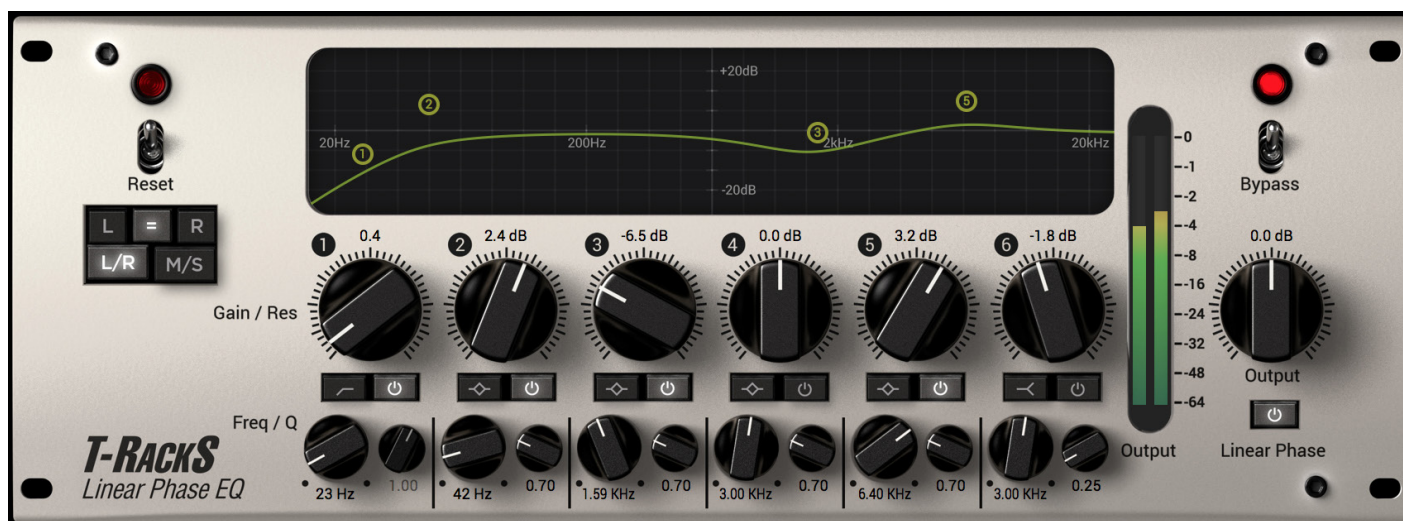 +20dB
2
5
3
20Hz
200Hz
2kHz
20kHz
1
-20dB
Reset
L = R
L/R M/S
0
-1
-2
-4
-8
-16
-24
-32
-48
-64
Output
Bypass
1 0.4
2 2.4 dB
3 -6.5 dB
4 0.0 dB
5 3.2 dB
6 -1.8 dB
0.0 dB
Gain / Res
Output
Freq / Q
23 Hz 1.00
42 Hz 0.70
1.59 KHz 0.70
3.00 KHz 0.70
6.40 KHz 0.70
3.00 KHz 0.25
Linear Phase
T-RackS
Linear Phase EQ